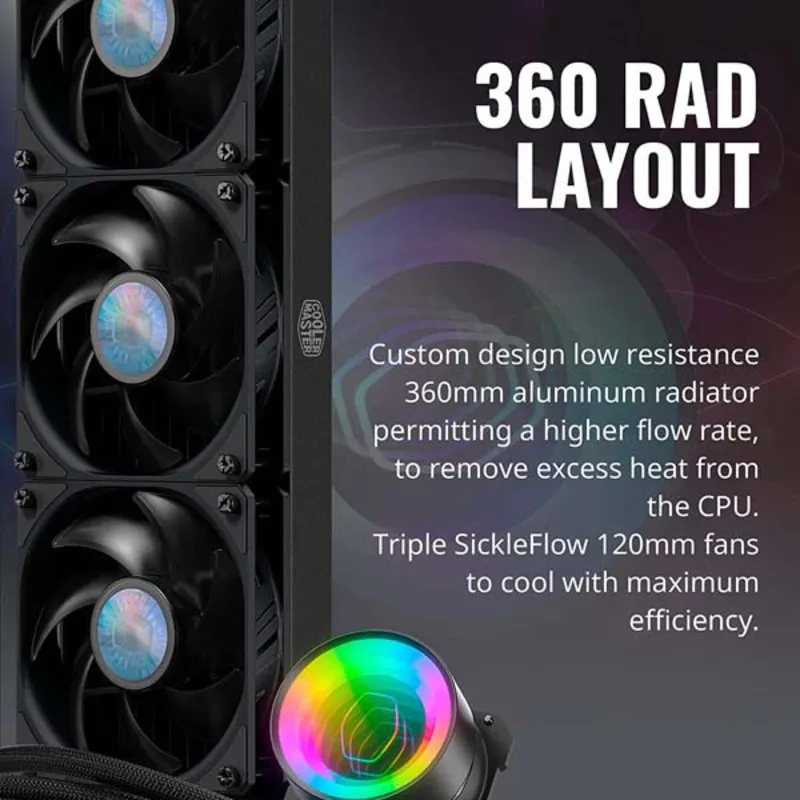 360 RAD
LAYOUT
COOLER
MASTER
Custom design low resistance
360mm aluminum radiator
permitting a higher flow rate,
to remove excess heat from
the CPU.
Triple SickleFlow 120mm fans
to cool with maximum
efficiency.